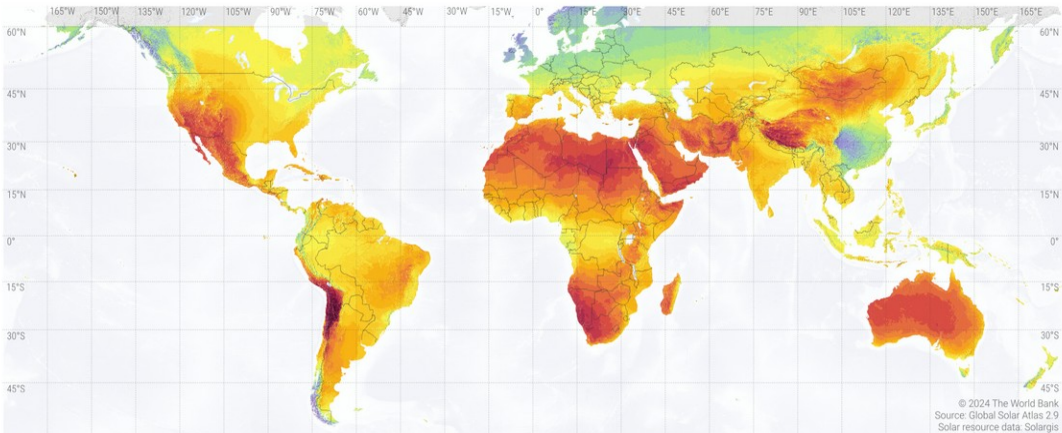 165°W 150°W 135°W 120°W 105°W 90°W 75°W 60°W 45°W 30°W 15°W 0° 15°E 30°E 45°E 60°E 75°E 90°E 105°E 120°E 135°E 150°E 165°E
60°N 60°N
45°N 45°N
30°N 30°N
15°N 15°N
0° 0°
15°S 15°S
30°S 30°S
45°S 45°S
© 2024 The World Bank
Source: Global Solar Atlas 2.9
Solar resource data: Solargis